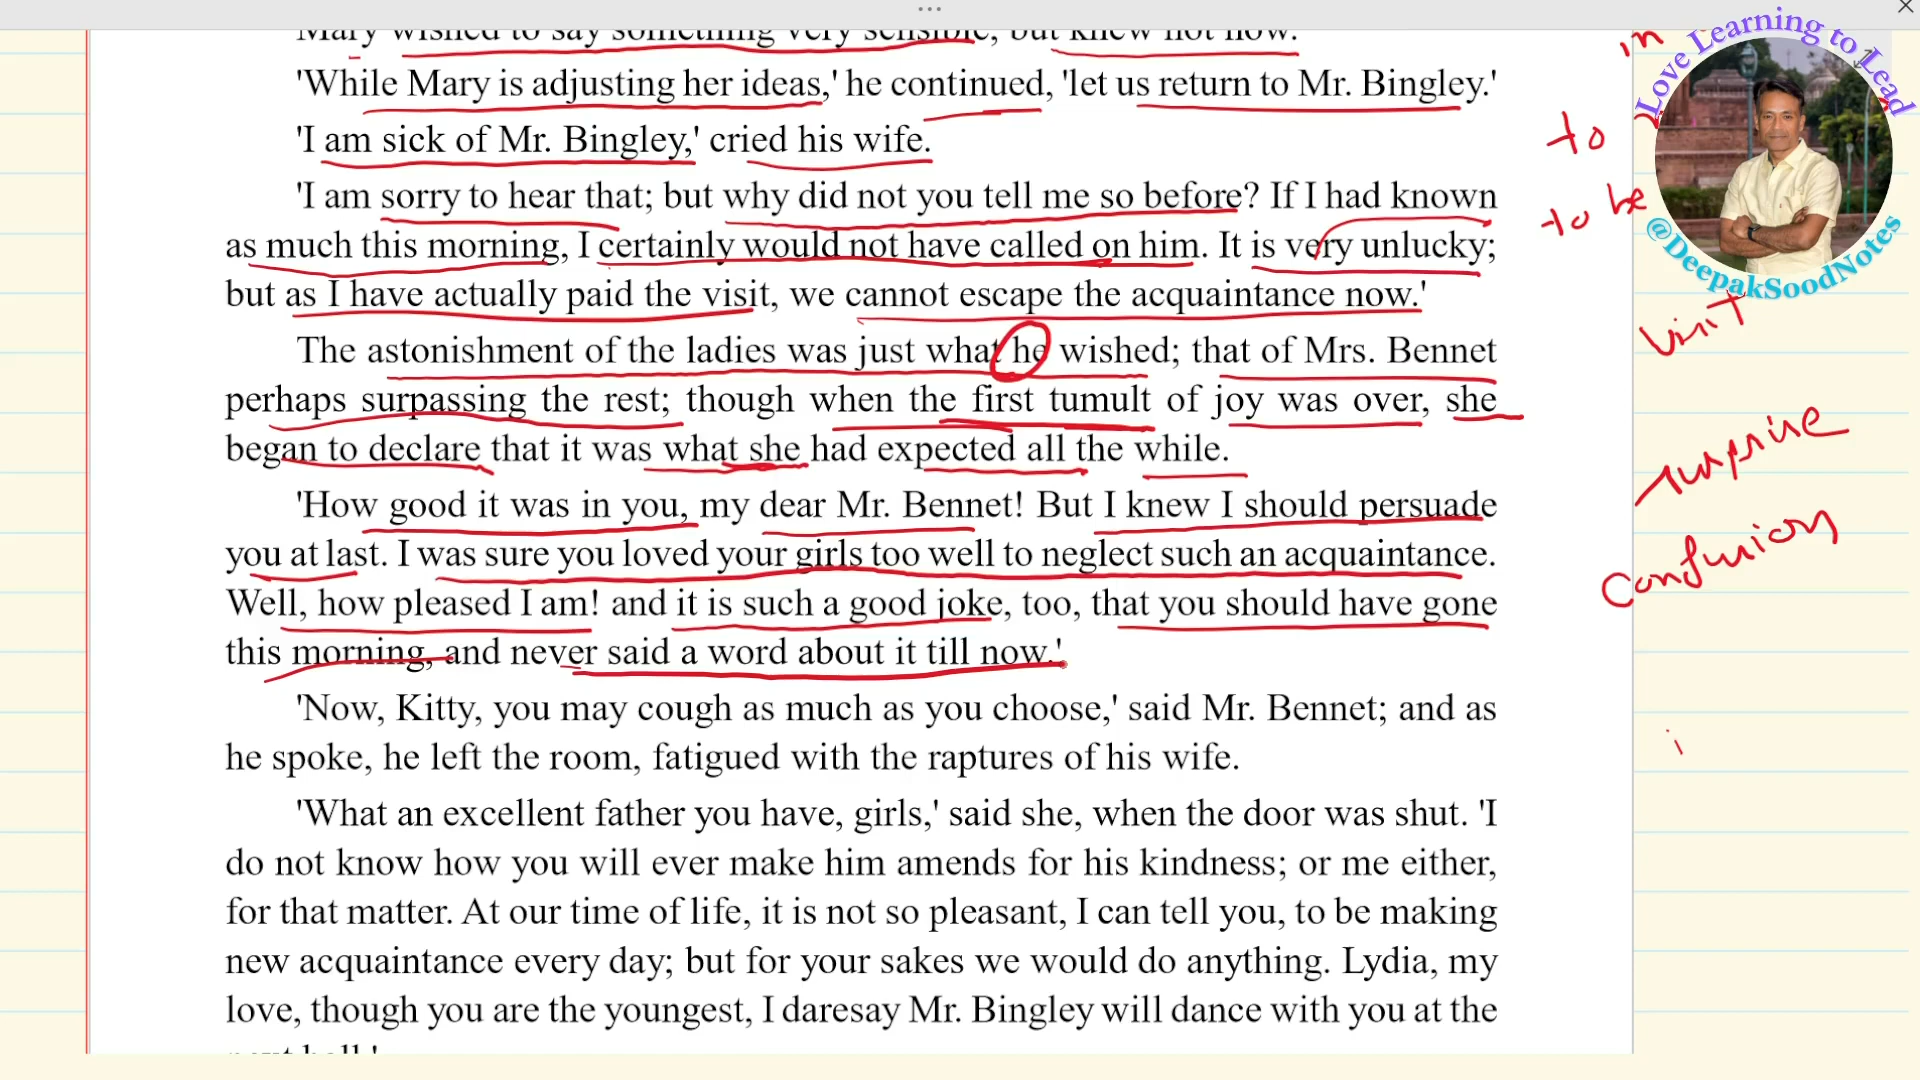 ...
Mary wished to say something very sensible, but knew not how.
'While Mary is adjusting her ideas,' he continued, 'let us return to Mr. Bingley.'
'I am sick of Mr. Bingley,' cried his wife.
'I am sorry to hear that; but why did not you tell me so before? If I had known
as much this morning, I certainly would not have called on him. It is very unlucky;
but as I have actually paid the visit, we cannot escape the acquaintance now.'
The astonishment of the ladies was just what he wished; that of Mrs. Bennet
perhaps surpassing the rest; though when the first tumult of joy was over, she
began to declare that it was what she had expected all the while.
'How good it was in you, my dear Mr. Bennet! But I knew I should persuade
you at last. I was sure you loved your girls too well to neglect such an acquaintance.
Well, how pleased I am! and it is such a good joke, too, that you should have gone
this morning, and never said a word about it till now.'
'Now, Kitty, you may cough as much as you choose,' said Mr. Bennet; and as
he spoke, he left the room, fatigued with the raptures of his wife.
'What an excellent father you have, girls,' said she, when the door was shut. 'I
do not know how you will ever make him amends for his kindness; or me either,
for that matter. At our time of life, it is not so pleasant, I can tell you, to be making
new acquaintance every day; but for your sakes we would do anything. Lydia, my
love, though you are the youngest, I daresay Mr. Bingley will dance with you at the
next ball.'
in
to
to be
visit
surprise
Confusion
i
Love Learning to Lead
@DeepakSoodNotes